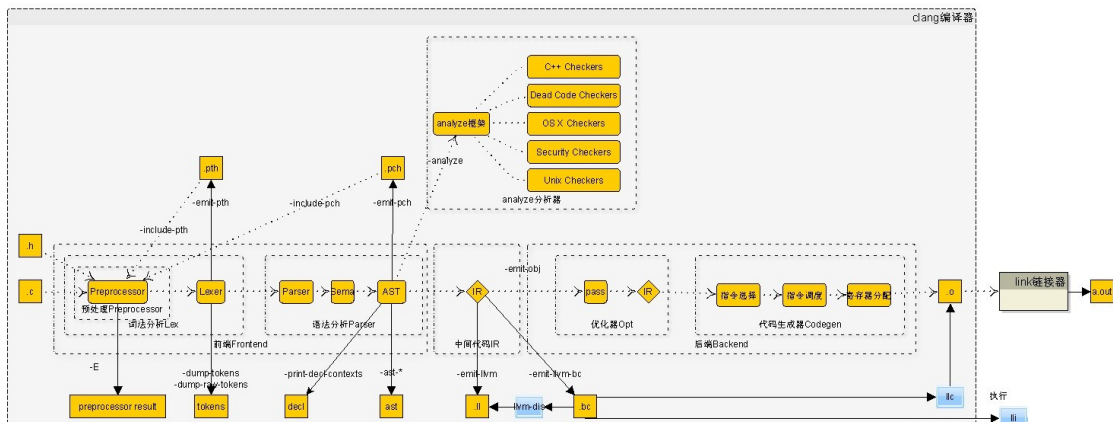 clang编译器
C++ Checkers
Dead Code Checkers
analyze框架
OS X Checkers
Security Checkers
-analyze
Unix Checkers
analyze分析器
.pth
.pch
-emit-pth
-include-pch
-emit-pch
-include-pth
.h
-emit-obj
.c
Preprocessor
Lexer
Parser
Sema
AST
IR
pass
IR
指令选择
指令调度
寄存器分配
.o
link链接器
a.out
预处理Preprocessor
词法分析Lex
语法分析Parser
优化器Opt
代码生成器Codegen
前端Frontend
中间代码IR
后端Backend
-E
-dump-tokens
-dump-raw-tokens
-print-decl-contexts
-ast-*
-emit-llvm
-emit-llvm-bc
preprocessor result
tokens
decl
ast
.ll
llvm-dis
.bc
llc
执行
lli